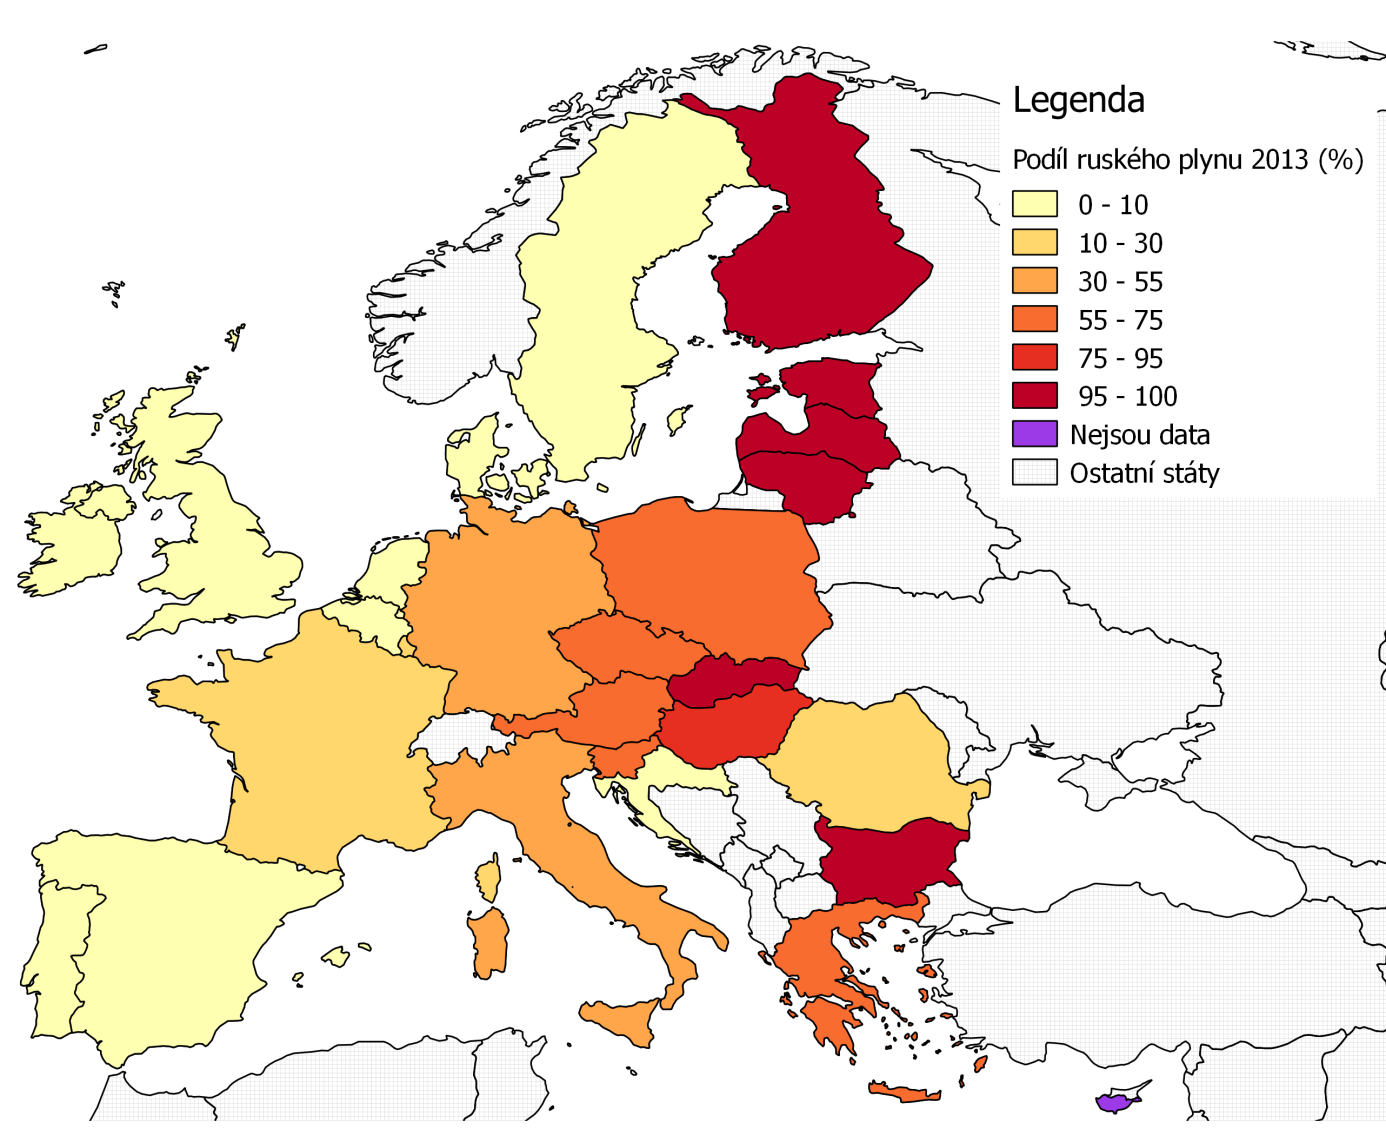 Legenda
Podíl ruského plynu 2013 (%)
0 - 10
10 - 30
30 - 55
55 - 75
75 - 95
95 - 100
Nejsou data
Ostatní státy